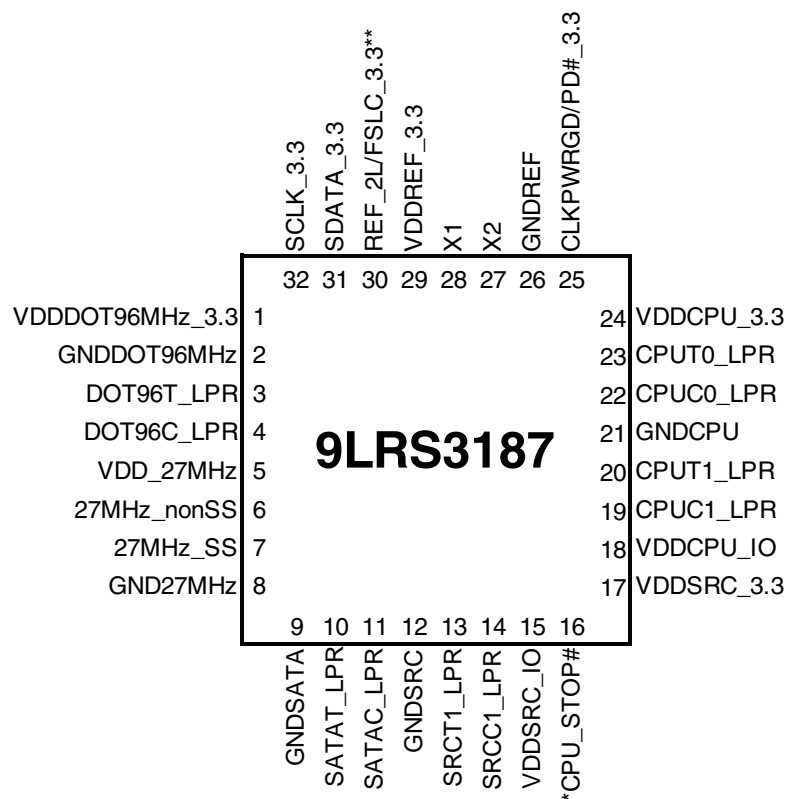 SCLK_3.3
SDATA_3.3
REF_2L/FSLC_3.3**
VDDREF_3.3
X1
X2
GNDREF
CLKPWRGD/PD#_3.3
32 31 30 29 28 27 26 25
VDDDOT96MHz_3.3 1
GNDDOT96MHz 2
DOT96T_LPR 3
DOT96C_LPR 4
VDD_27MHz 5
27MHz_nonSS 6
27MHz_SS 7
GND27MHz 8
9LRS3187
24 VDDCPU_3.3
23 CPUT0_LPR
22 CPUC0_LPR
21 GNDCPU
20 CPUT1_LPR
19 CPUC1_LPR
18 VDDCPU_IO
17 VDDSRC_3.3
9 10 11 12 13 14 15 16
GNDSATA
SATAT_LPR
SATAC_LPR
GNDSRC
SRCT1_LPR
SRCC1_LPR
VDDSRC_IO
*CPU_STOP#